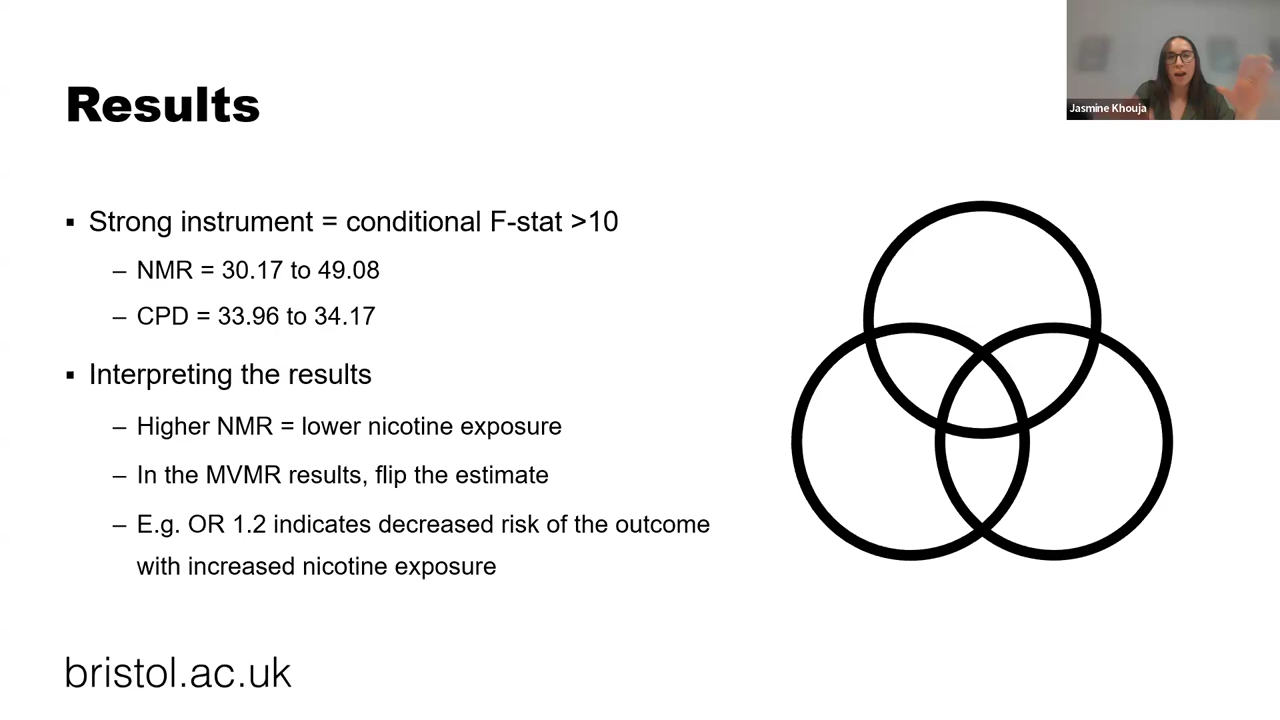 Jasmine Khouja
Results
▪ Strong instrument = conditional F-stat >10
– NMR = 30.17 to 49.08
– CPD = 33.96 to 34.17
▪ Interpreting the results
– Higher NMR = lower nicotine exposure
– In the MVMR results, flip the estimate
– E.g. OR 1.2 indicates decreased risk of the outcome
with increased nicotine exposure
bristol.ac.uk